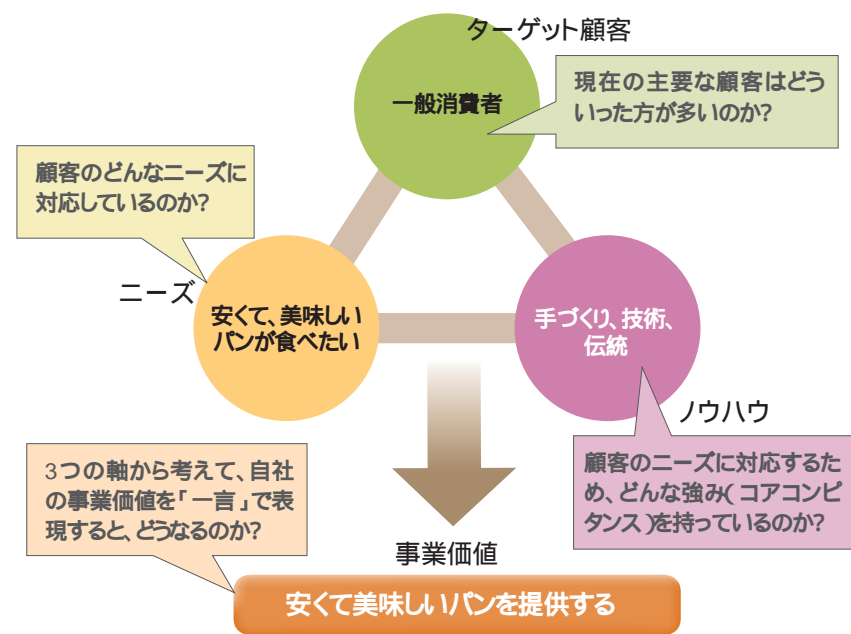 ターゲット顧客
一般消費者
現在の主要な顧客はどう
いった方が多いのか?
顧客のどんなニーズに
対応しているのか?
ニーズ
安くて、美味しい
パンが食べたい
手づくり、技術、
伝統
ノウハウ
顧客のニーズに対応するた
め、どんな強み(コアコンピ
タンス)を持っているのか?
3つの軸から考えて、自社
の事業価値を「一言」で表
現すると、どうなるのか?
事業価値
安くて美味しいパンを提供する